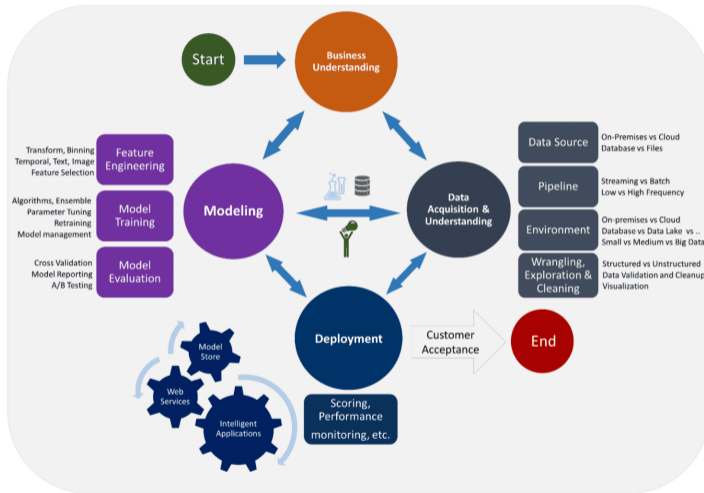 Start
Business
Understanding
Transform, Binning
Temporal, Text, Image
Feature Selection
Feature
Engineering
Algorithms, Ensemble
Parameter Tuning
Retraining
Model management
Model
Training
Cross Validation
Model Reporting
A/B Testing
Model
Evaluation
Modeling
Data
Acquisition &
Understanding
Data Source
On-Premises vs Cloud
Database vs Files
Pipeline
Streaming vs Batch
Low vs High Frequency
Environment
On-premises vs Cloud
Database vs Data Lake vs ..
Small vs Medium vs Big Data
Wrangling,
Exploration &
Cleaning
Structured vs Unstructured
Data Validation and Cleanup
Visualization
Deployment
Customer
Acceptance
End
Scoring,
Performance
monitoring, etc.
Model
Store
Web
Services
Intelligent
Applications